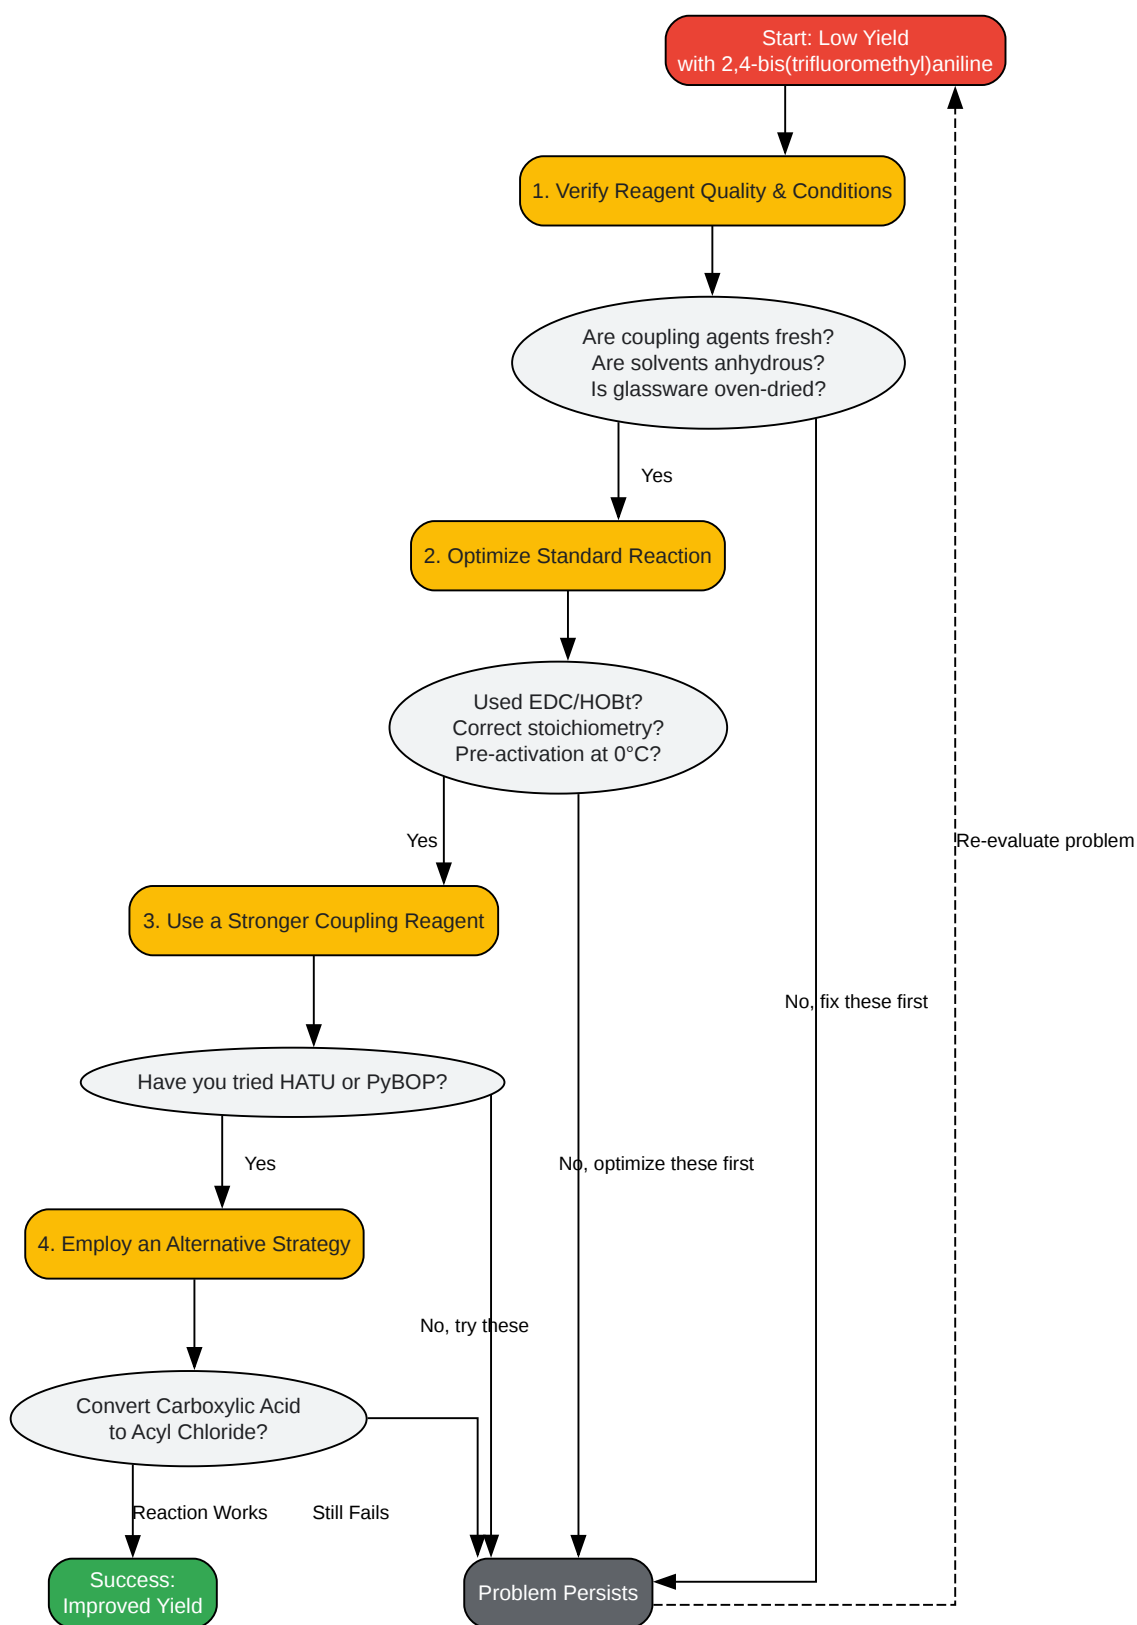 Start: Low Yield
with 2,4-bis(trifluoromethyl)aniline
1. Verify Reagent Quality & Conditions
Are coupling agents fresh?
Are solvents anhydrous?
Is glassware oven-dried?
Yes
2. Optimize Standard Reaction
Used EDC/HOBt?
Correct stoichiometry?
Pre-activation at 0°C?
Yes
Re-evaluate problem
3. Use a Stronger Coupling Reagent
No, fix these first
Have you tried HATU or PyBOP?
Yes
No, optimize these first
4. Employ an Alternative Strategy
No, try these
Convert Carboxylic Acid
to Acyl Chloride?
Reaction Works
Still Fails
Success:
Improved Yield
Problem Persists